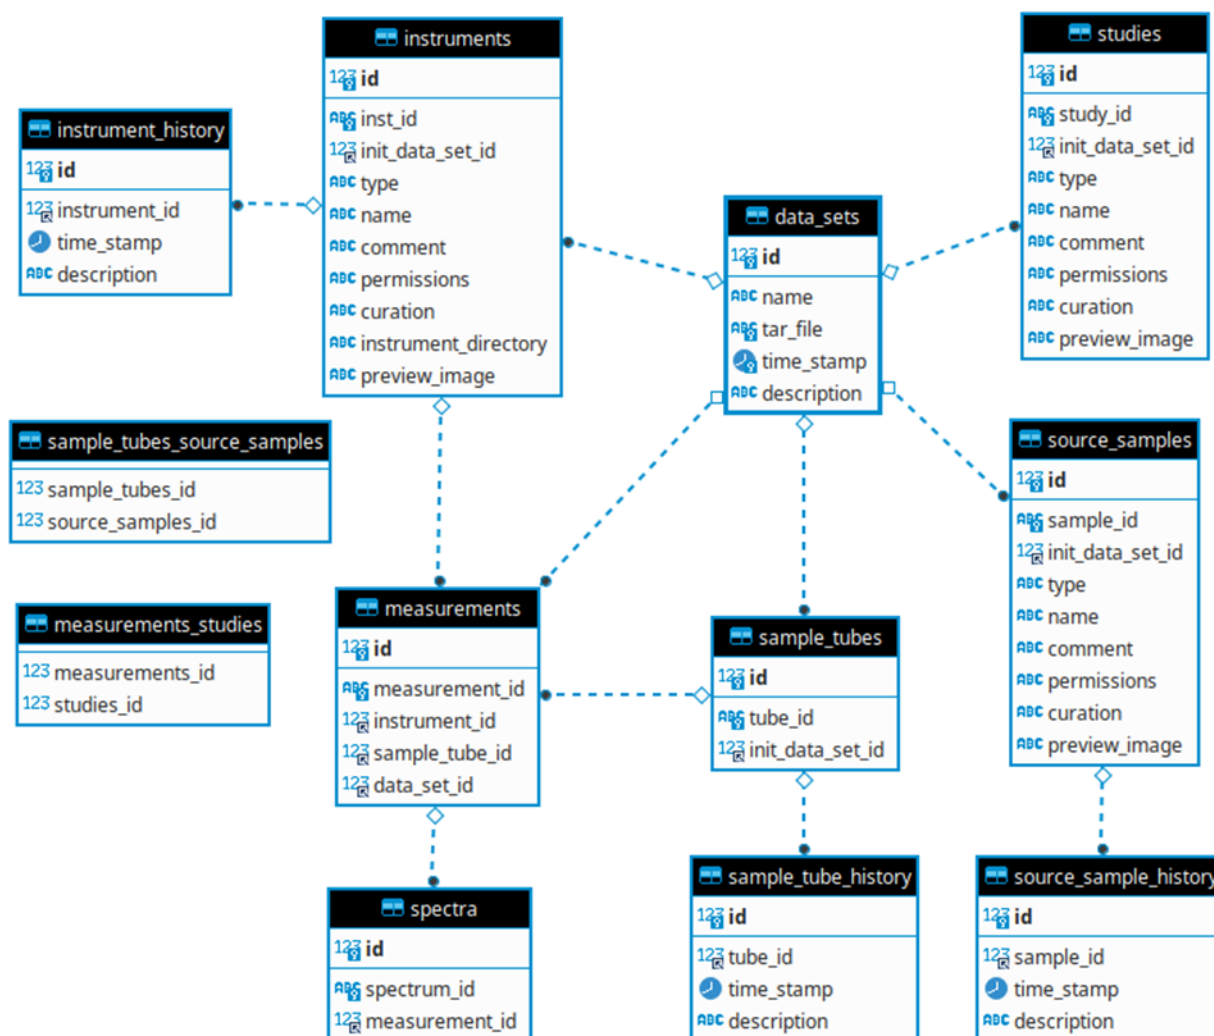 instruments
id
inst_id
init_data_set_id
type
name
comment
permissions
curation
instrument_directory
preview_image
studies
id
study_id
init_data_set_id
type
name
comment
permissions
curation
preview_image
instrument_history
id
instrument_id
time_stamp
description
data_sets
id
name
tar_file
time_stamp
description
sample_tubes_source_samples
sample_tubes_id
source_samples_id
source_samples
id
sample_id
init_data_set_id
type
name
comment
permissions
curation
preview_image
measurements_studies
measurements_id
studies_id
measurements
id
measurement_id
instrument_id
sample_tube_id
data_set_id
sample_tubes
id
tube_id
init_data_set_id
spectra
id
spectrum_id
measurement_id
sample_tube_history
id
tube_id
time_stamp
description
source_sample_history
id
sample_id
time_stamp
description